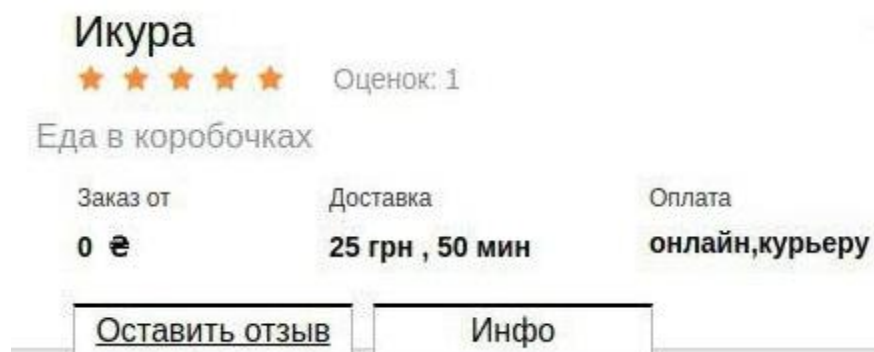 Икура
Оценок: 1
Еда в коробочках
Заказ от Доставка Оплата
0 ₴ 25 грн , 50 мин онлайн,курьеру
Оставить отзыв Инфо